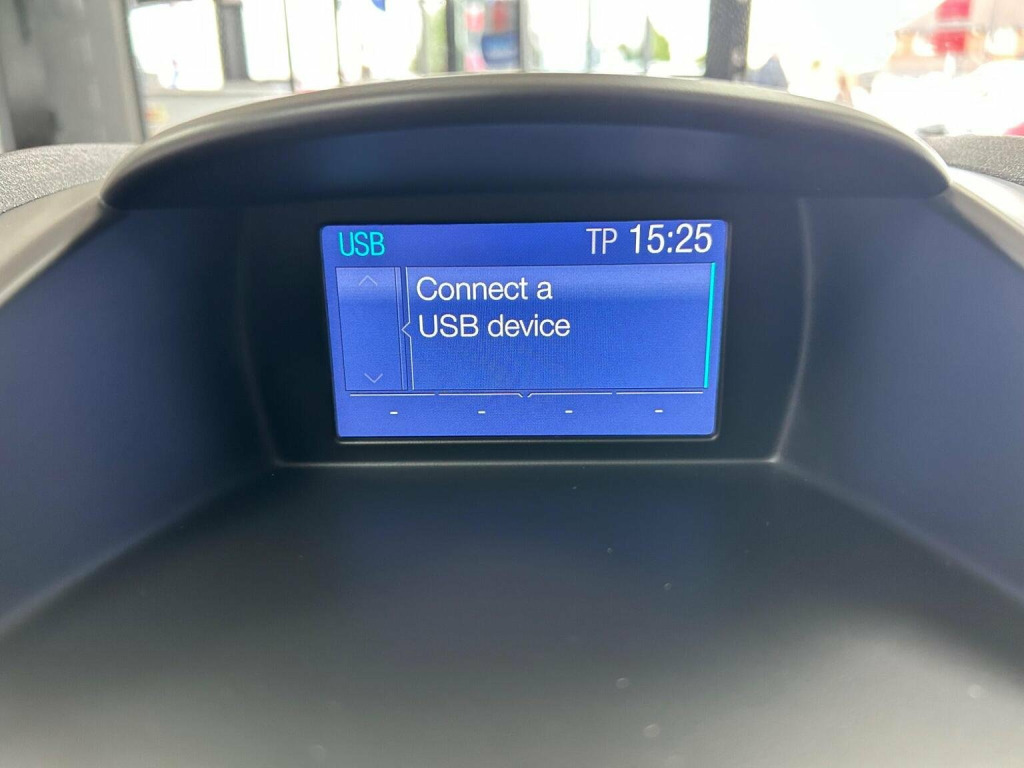 USB TP 15:25
Connect a
USB device
- - - -